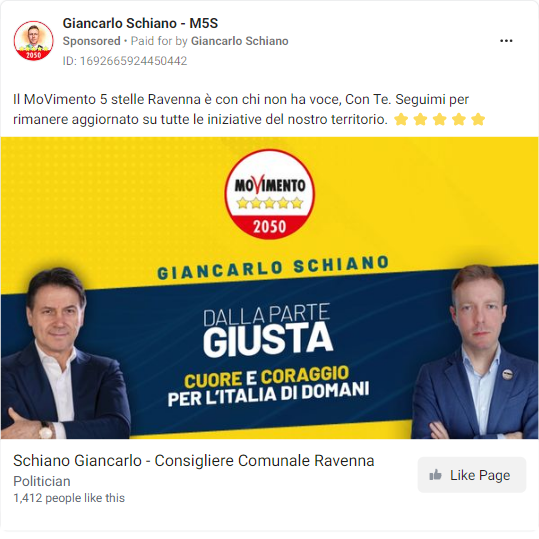 Giancarlo Schiano - M5S
Sponsored • Paid for by Giancarlo Schiano
ID: 1692665924450442
2050
Il MoVimento 5 stelle Ravenna è con chi non ha voce, Con Te. Seguimi per
rimanere aggiornato su tutte le iniziative del nostro territorio. ⭐ ⭐ ⭐ ⭐ ⭐
MOVIMENTO
2050
GIANCARLO SCHIANO
DALLA PARTE
GIUSTA
CUORE E CORAGGIO
PER L'ITALIA DI DOMANI
Schiano Giancarlo - Consigliere Comunale Ravenna
Politician
1,412 people like this
Like Page